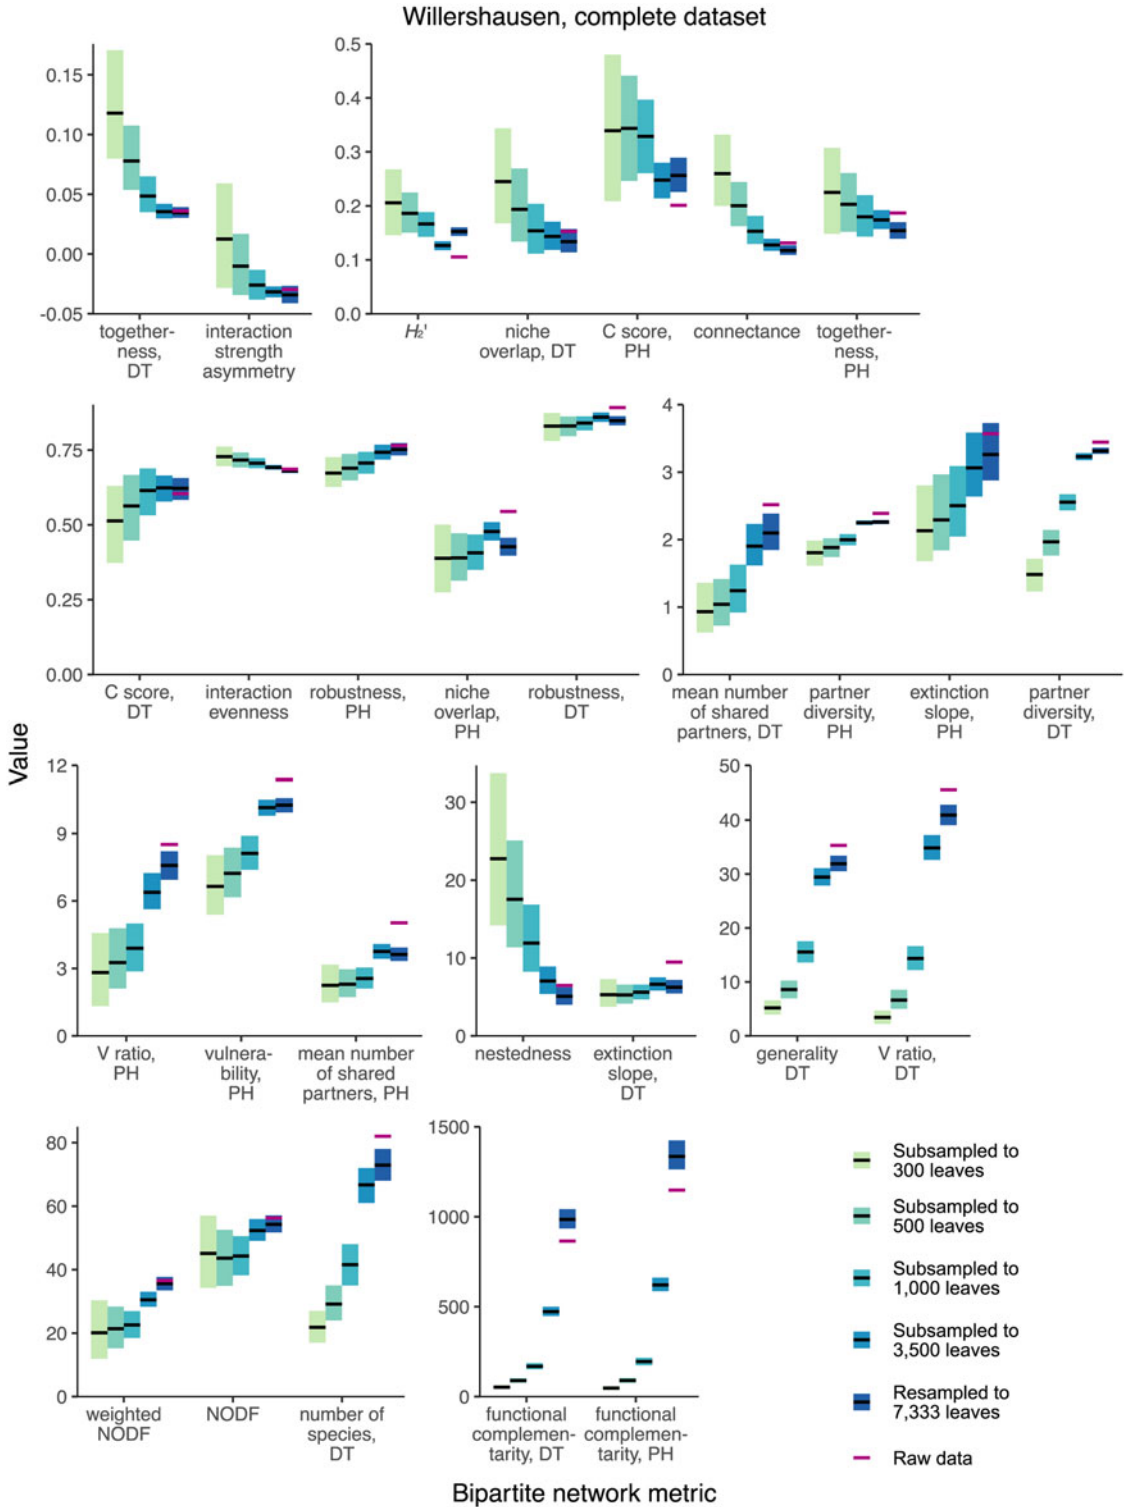 Willershausen, complete dataset
0.15
0.10
0.05
0.00
-0.05
together-
ness,
DT
interaction
strength
asymmetry
0.5
0.4
0.3
0.2
0.1
0.0
H₂'
niche
overlap, DT
C score,
PH
connectance
together-
ness,
PH
0.75
0.50
0.25
0.00
C score,
DT
interaction
evenness
robustness,
PH
niche
overlap,
PH
robustness,
DT
4
3
2
1
0
mean number
of shared
partners, DT
partner
diversity,
PH
extinction
slope,
PH
partner
diversity,
DT
Value
12
9
6
3
0
V ratio,
PH
vulnera-
bility,
PH
mean number
of shared
partners, PH
30
20
10
0
nestedness
extinction
slope,
DT
50
40
30
20
10
0
generality
DT
V ratio,
DT
80
60
40
20
0
weighted
NODF
NODF
number of
species,
DT
1500
1000
500
0
functional
complemen-
tarity, DT
functional
complemen-
tarity, PH
Subsampled to
300 leaves
Subsampled to
500 leaves
Subsampled to
1,000 leaves
Subsampled to
3,500 leaves
Resampled to
7,333 leaves
Raw data
Bipartite network metric